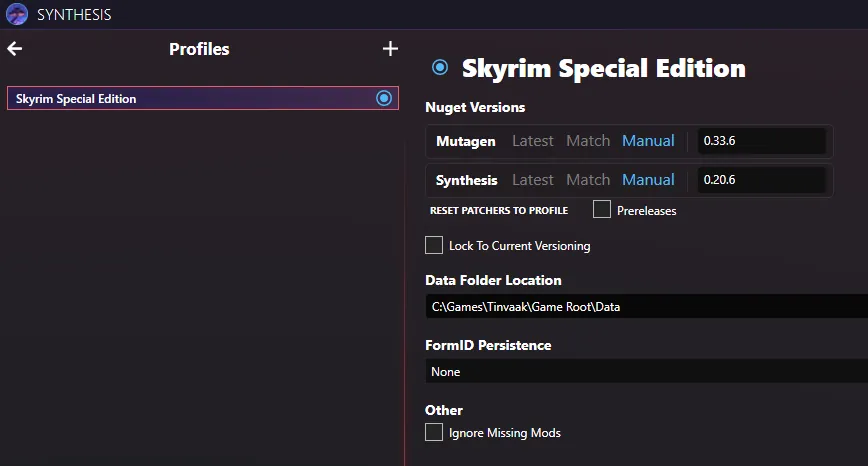 SYNTHESIS
Profiles
Skyrim Special Edition
Skyrim Special Edition
Nuget Versions
Mutagen Latest Match Manual 0.33.6
Synthesis Latest Match Manual 0.20.6
RESET PATCHERS TO PROFILE Prereleases
Lock To Current Versioning
Data Folder Location
C:\Games\Tinvaak\Game Root\Data
FormID Persistence
None
Other
Ignore Missing Mods